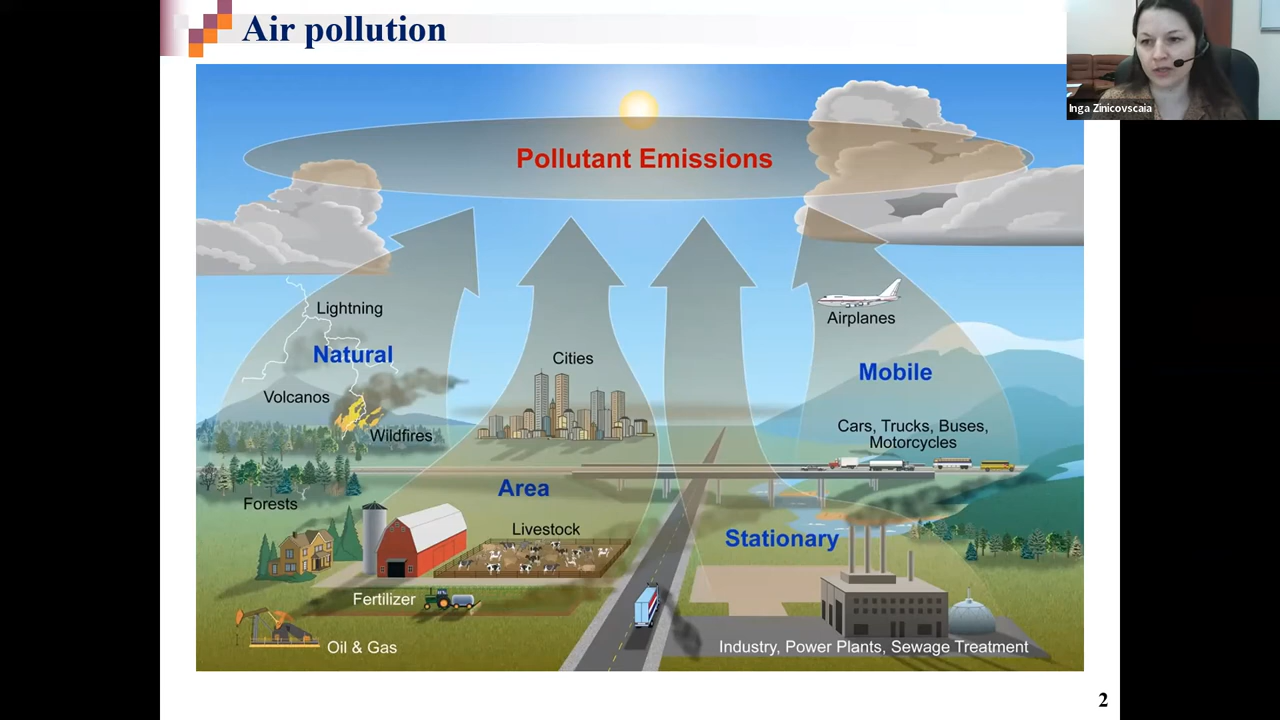 Air pollution
Inga Zinicovscaia
Pollutant Emissions
Lightning
Natural
Volcanos
Wildfires
Forests
Cities
Area
Livestock
Fertilizer
Oil & Gas
Airplanes
Mobile
Cars, Trucks, Buses,
Motorcycles
Stationary
Industry, Power Plants, Sewage Treatment
2